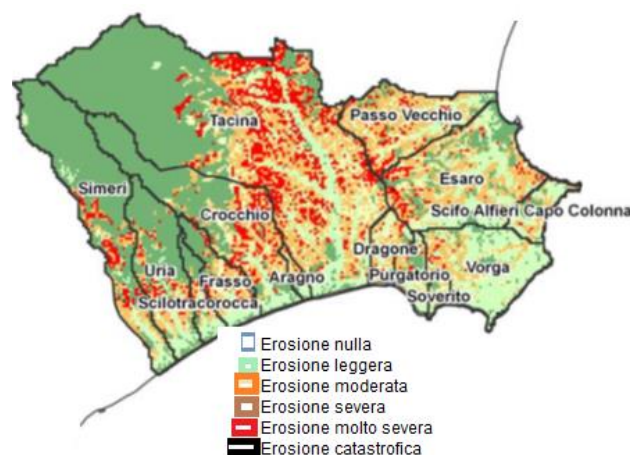 Tacina
Passo Vecchio
Simeri
Esaro
Crocchio
Scifo Alfieri Capo Colonna
Dragone
Uria
Frasso
Aragno
Purgatorio
Vorga
Scilotracorocca
Soverito
Erosione nulla
Erosione leggera
Erosione moderata
Erosione severa
Erosione molto severa
Erosione catastrofica